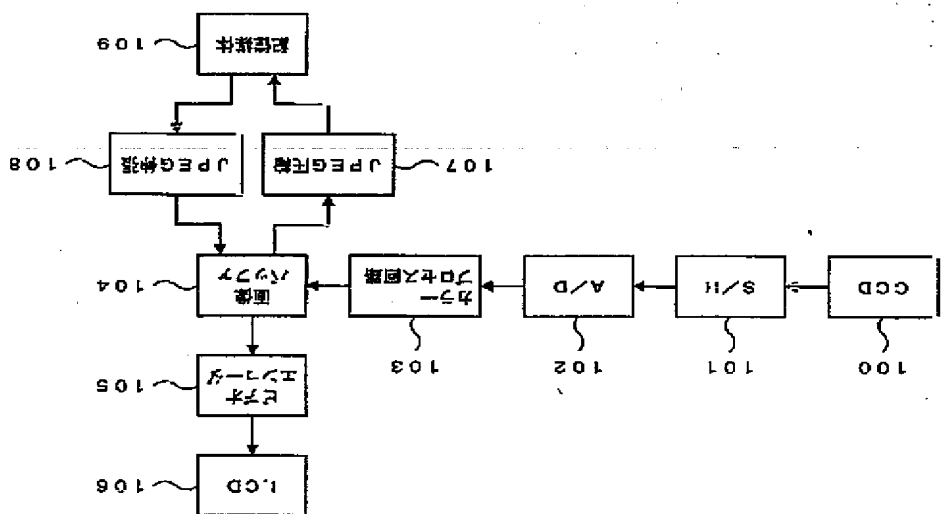 LCD
106
ビデオ
エンコーダ
105
100
101
102
103
CCD
S/H
A/D
カラー
プロセス回路
画像
バッファ
104
107
JPEG圧縮
JPEG伸張
108
記憶媒体
109